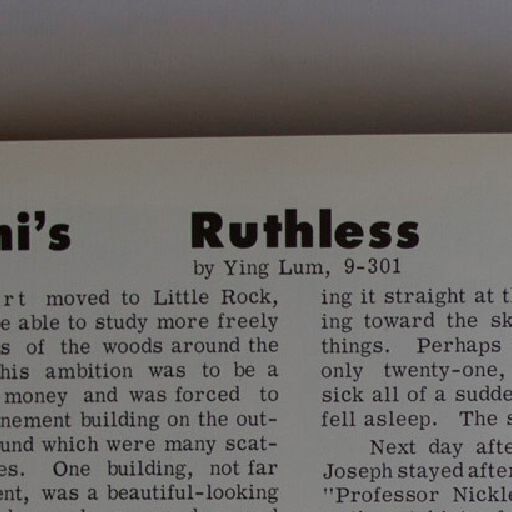 ni's Ruthless
by Ying Lum, 9-301
rt moved to Little Rock,
e able to study more freely
s of the woods around the
his ambition was to be a
money and was forced to
nement building on the out-
und which were many scat-
es. One building, not far
ent, was a beautiful-looking
ing it straight at t
ing toward the sk
things. Perhaps
only twenty-one,
sick all of a sudde
fell asleep. The s
Next day afte
Joseph stayed after
"Professor Nickle